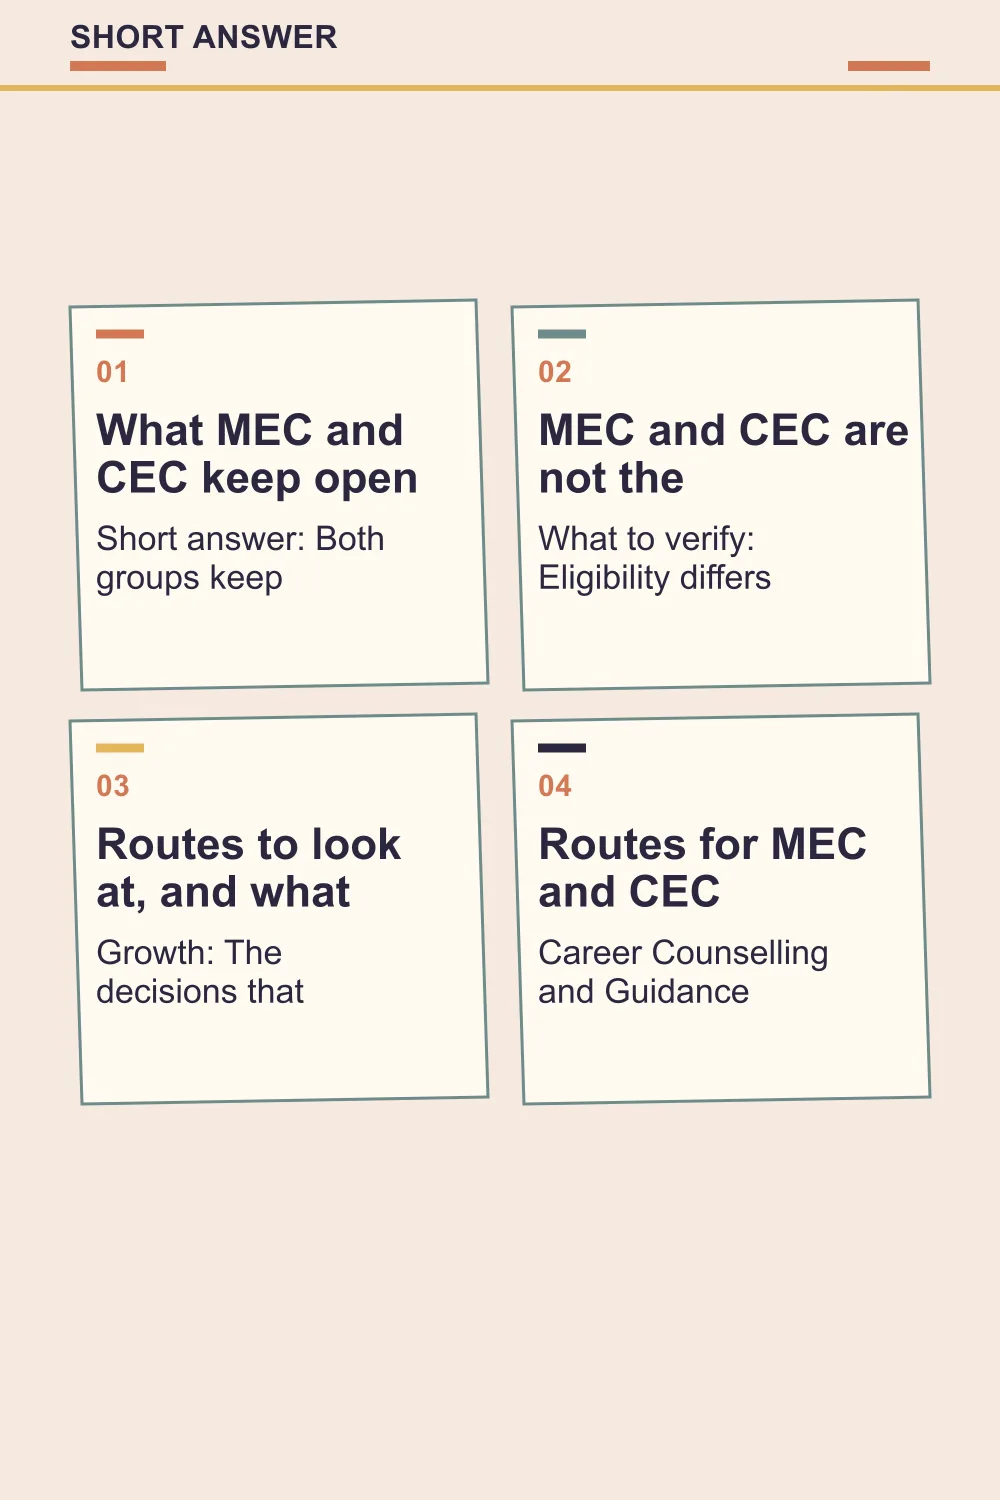 SHORT ANSWER
01
What MEC and
CEC keep open
Short answer: Both
groups keep
02
MEC and CEC are
not the
What to verify:
Eligibility differs
03
Routes to look
at, and what
Growth: The
decisions that
04
Routes for MEC
and CEC
Career Counselling
and Guidance